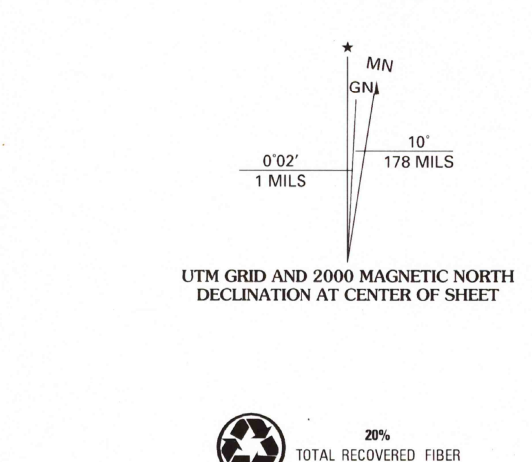 ★
MN
GN
0°02'
1 MILS
10°
178 MILS
UTM GRID AND 2000 MAGNETIC NORTH
DECLINATION AT CENTER OF SHEET
20%
TOTAL RECOVERED FIBER